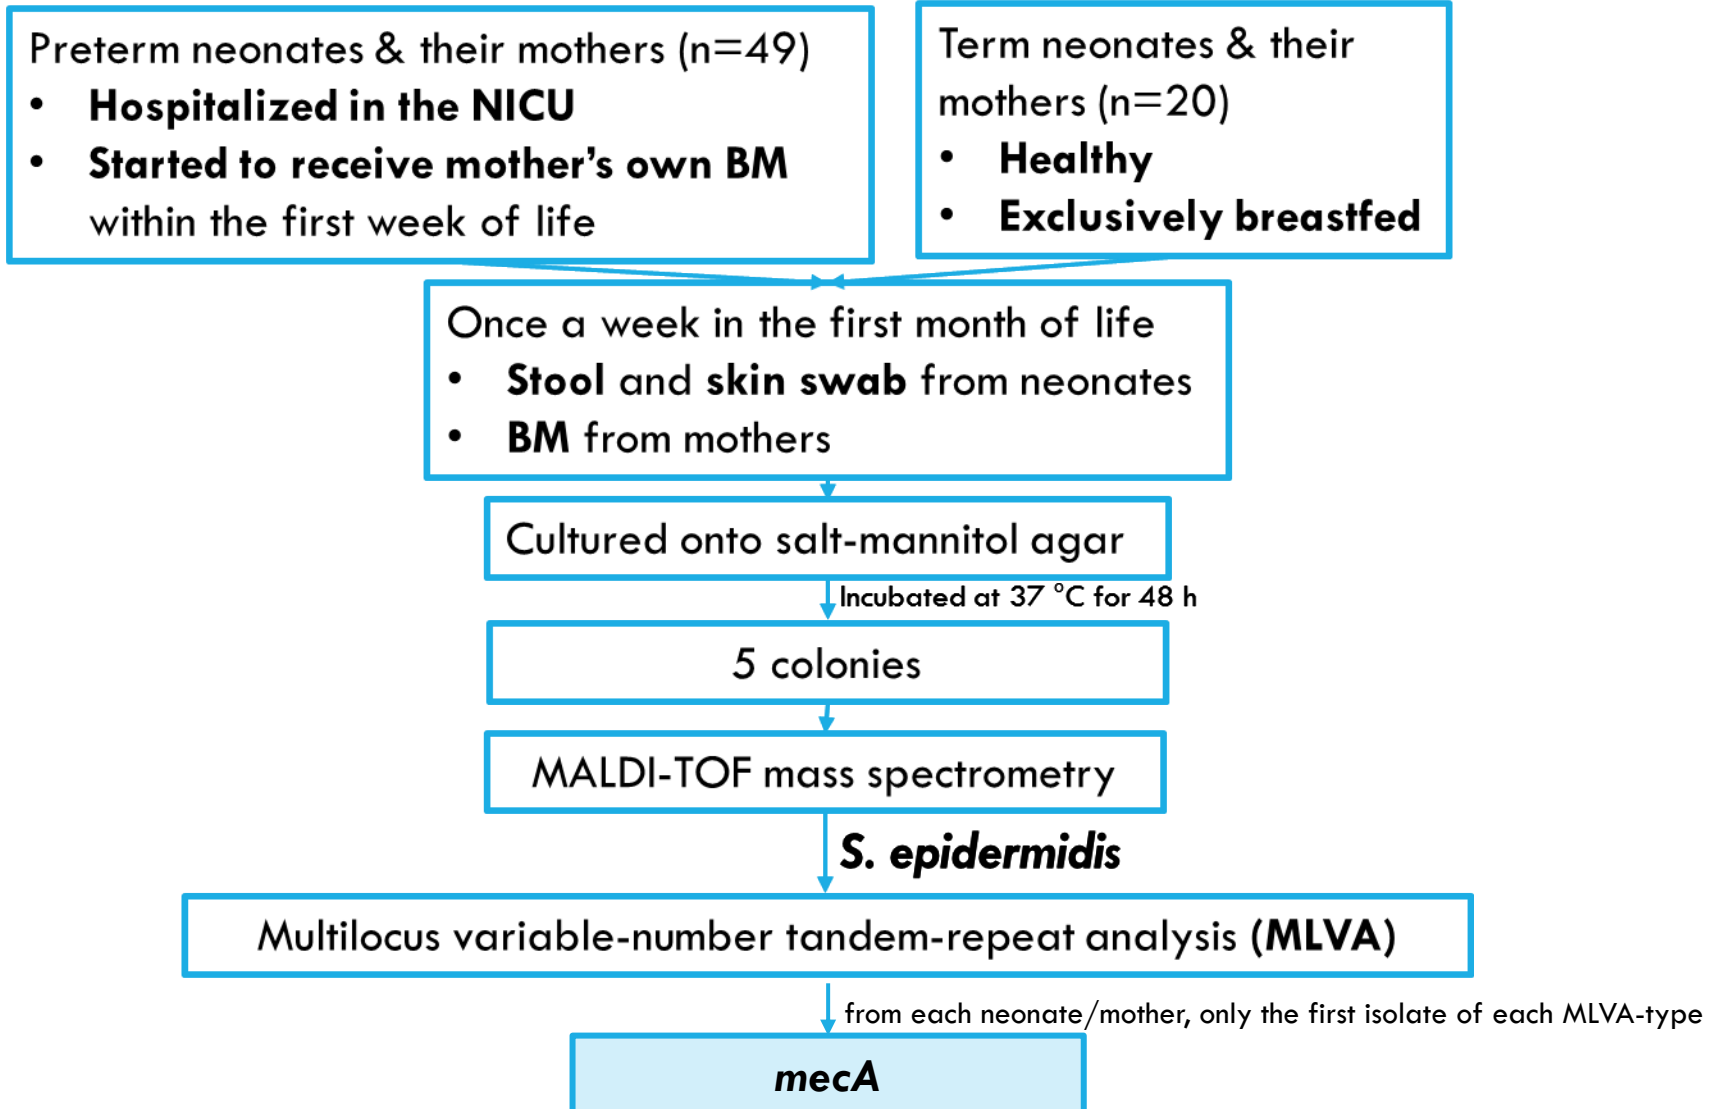 Preterm neonates & their mothers (n=49)
• Hospitalized in the NICU
• Started to receive mother's own BM
within the first week of life
Term neonates & their
mothers (n=20)
• Healthy
• Exclusively breastfed
Once a week in the first month of life
• Stool and skin swab from neonates
• BM from mothers
Cultured onto salt-mannitol agar
Incubated at 37 °C for 48 h
5 colonies
MALDI-TOF mass spectrometry
S. epidermidis
Multilocus variable-number tandem-repeat analysis (MLVA)
from each neonate/mother, only the first isolate of each MLVA-type
mecA